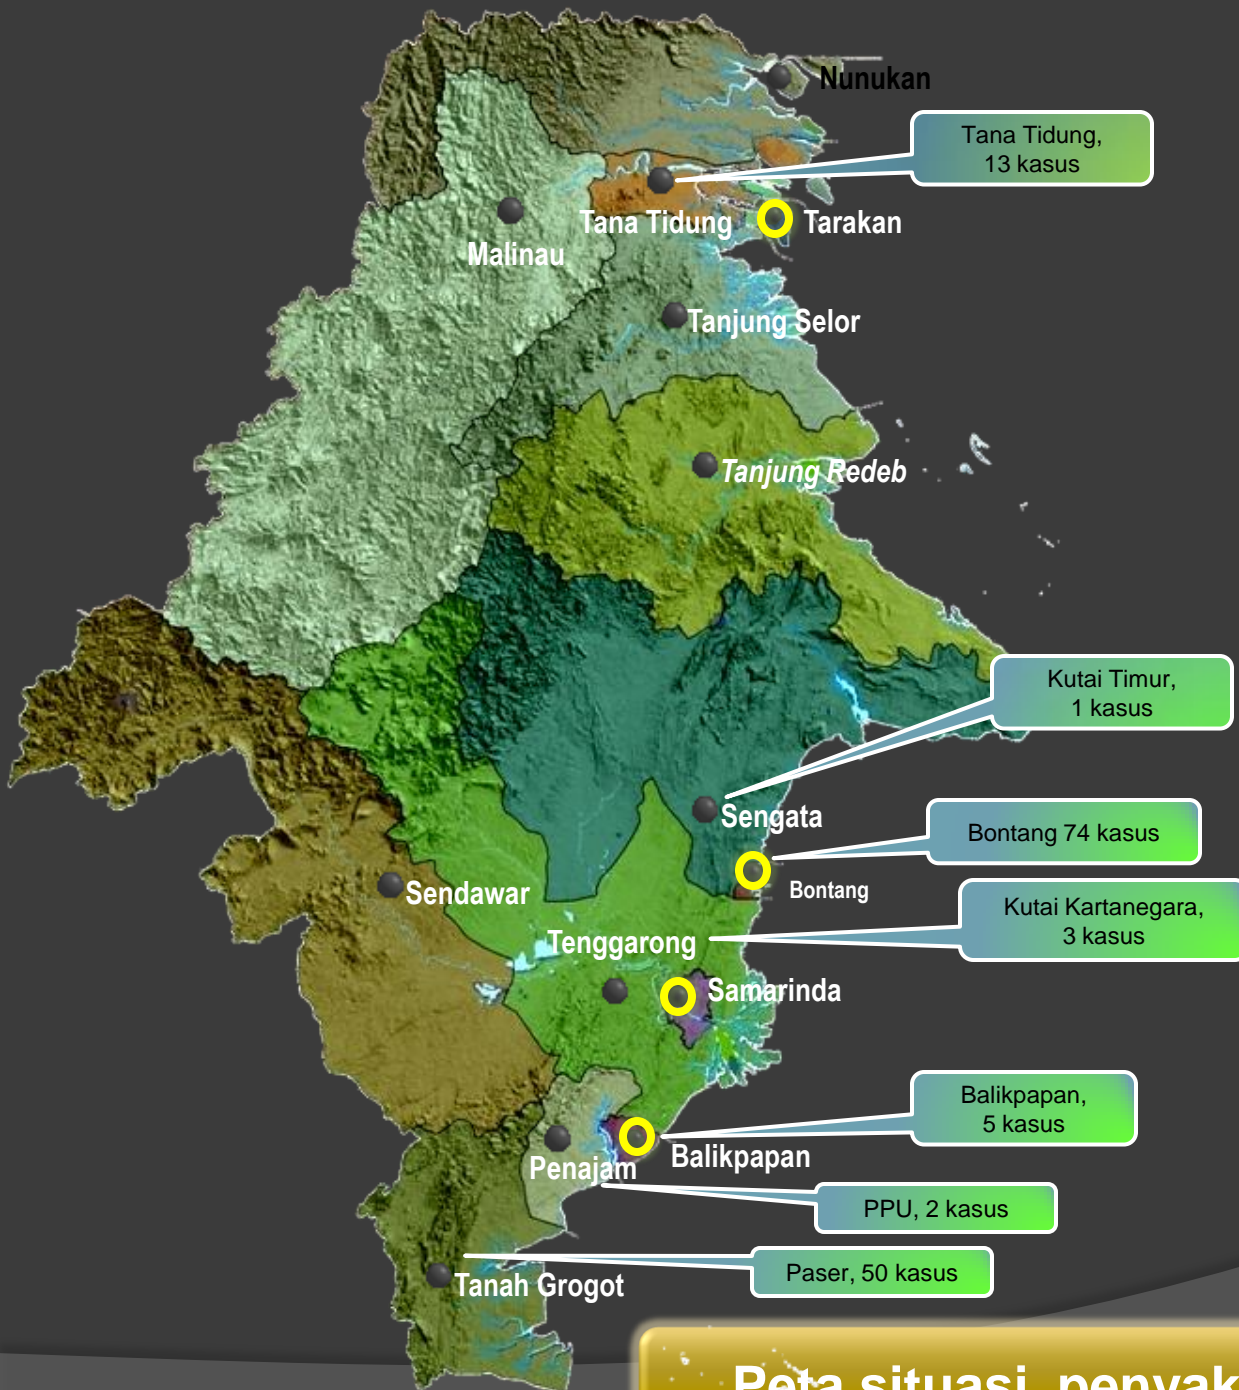 Nunukan
Tana Tidung,
13 kasus
Tana Tidung
Tarakan
Malinau
Tanjung Selor
Tanjung Redeb
Kutai Timur,
1 kasus
Sengata
Bontang 74 kasus
Bontang
Sendawar
Kutai Kartanegara,
3 kasus
Tenggarong
Samarinda
Balikpapan,
5 kasus
Balikpapan
Penajam
PPU, 2 kasus
Paser, 50 kasus
Tanah Grogot
Peta situasi penyak